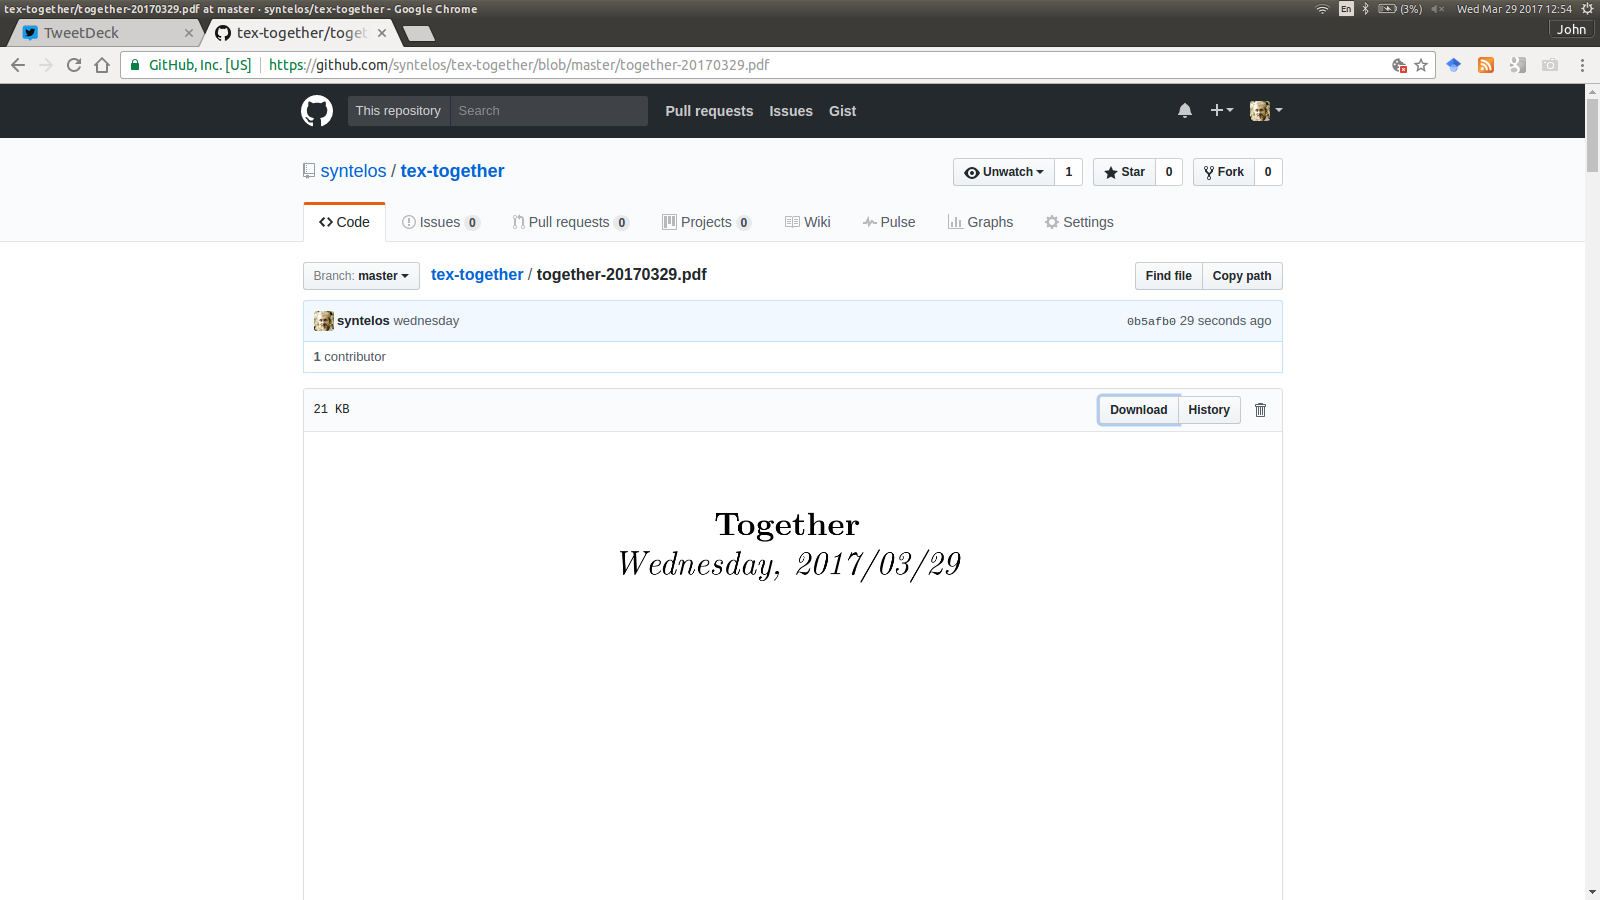 tex-together/together-20170329.pdf at master · syntelos/tex-together - Google Chrome
En (3%) Wed Mar 29 2017 12:54
TweetDeck
tex-together/toget
John
GitHub, Inc. [US] https://github.com/syntelos/tex-together/blob/master/together-20170329.pdf
This repository Search Pull requests Issues Gist
syntelos / tex-together
Unwatch 1 Star 0 Fork 0
Code Issues 0 Pull requests 0 Projects 0 Wiki Pulse Graphs Settings
Branch: master tex-together / together-20170329.pdf Find file Copy path
syntelos wednesday 0b5afb0 29 seconds ago
1 contributor
21 KB Download History
Together
Wednesday, 2017/03/29